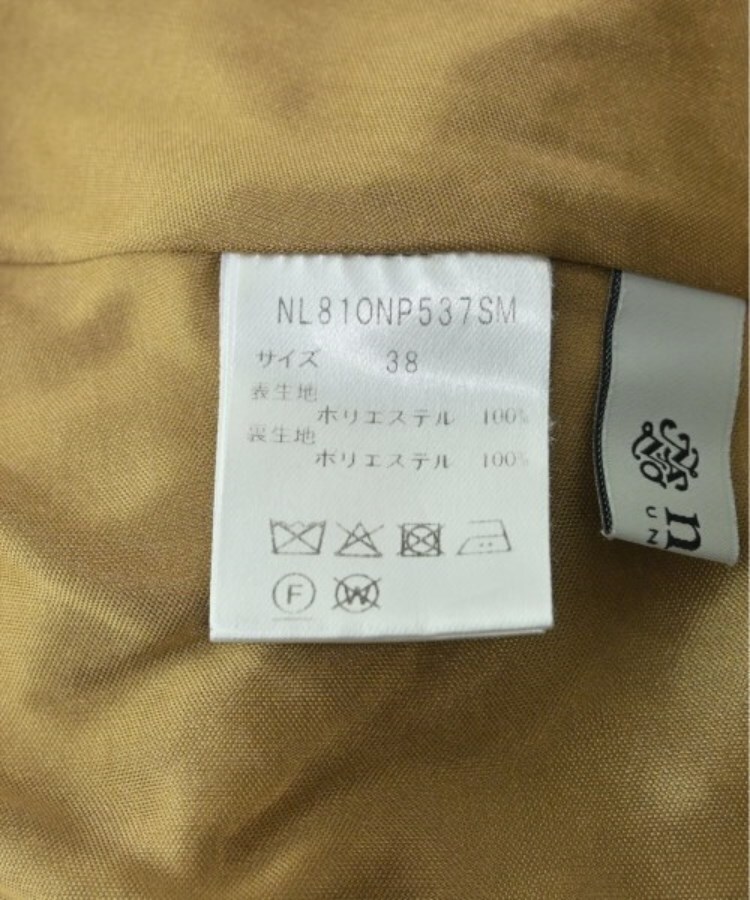 NL810NP537SM
サイズ 38
表生地
ポリエステル 100%
裏生地
ポリエステル 100%
F
W
n
U
N